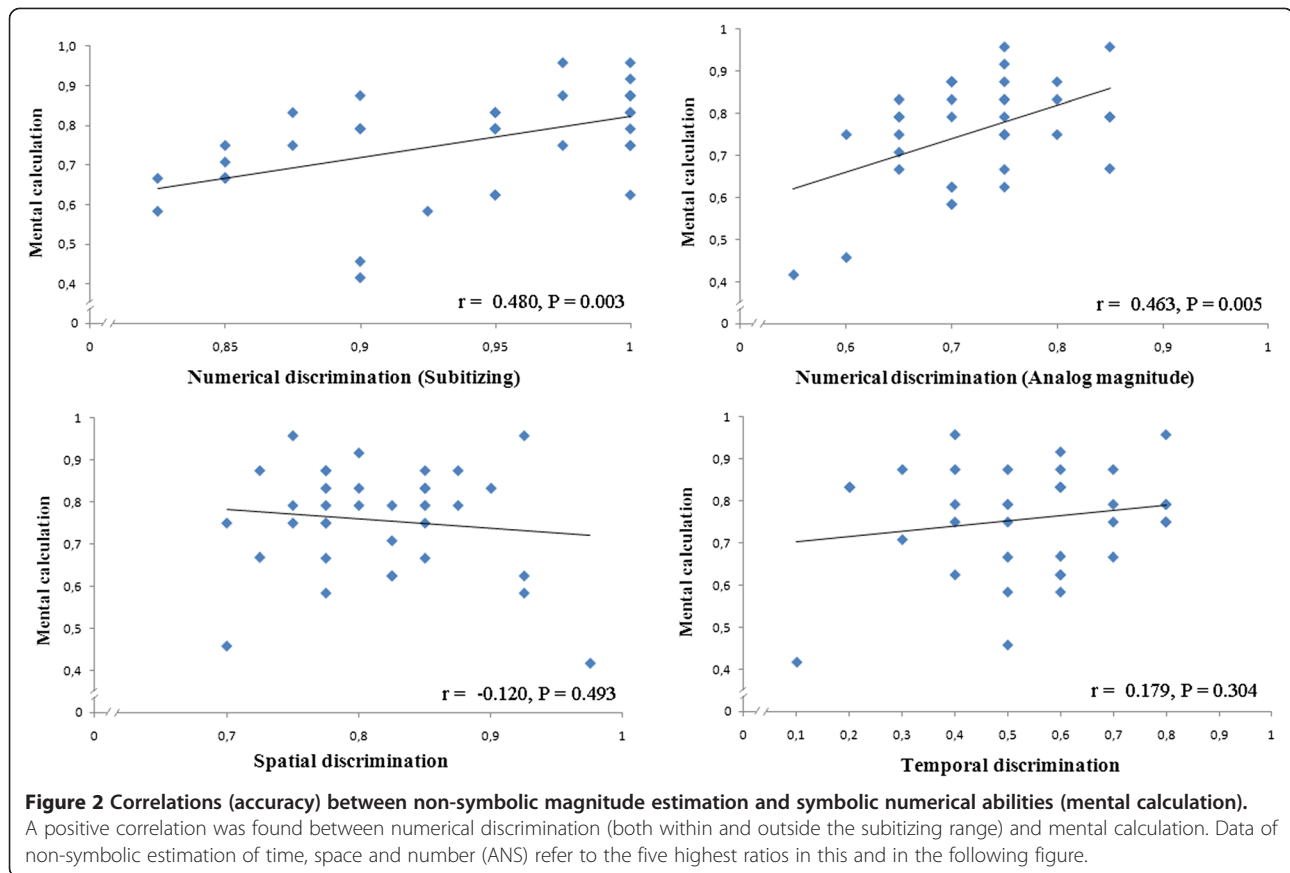 1,0
0,9
0,8
0,7
0,6
0,5
0,4
0
Mental calculation
0 0,85 0,9 0,95 1
Numerical discrimination (Subitizing)
r = 0.480, P = 0.003
1
0,9
0,8
0,7
0,6
0,5
0,4
0
Mental calculation
0 0,6 0,7 0,8 0,9 1
Numerical discrimination (Analog magnitude)
r = 0.463, P = 0.005
1
0,9
0,8
0,7
0,6
0,5
0,4
0
Mental calculation
0 0,7 0,8 0,9 1
Spatial discrimination
r = -0.120, P = 0.493
1
0,9
0,8
0,7
0,6
0,5
0,4
0
Mental calculation
0 0,1 0,2 0,3 0,4 0,5 0,6 0,7 0,8 0,9 1
Temporal discrimination
r = 0.179, P = 0.304
Figure 2 Correlations (accuracy) between non-symbolic magnitude estimation and symbolic numerical abilities (mental calculation).
A positive correlation was found between numerical discrimination (both within and outside the subitizing range) and mental calculation. Data of
non-symbolic estimation of time, space and number (ANS) refer to the five highest ratios in this and in the following figure.